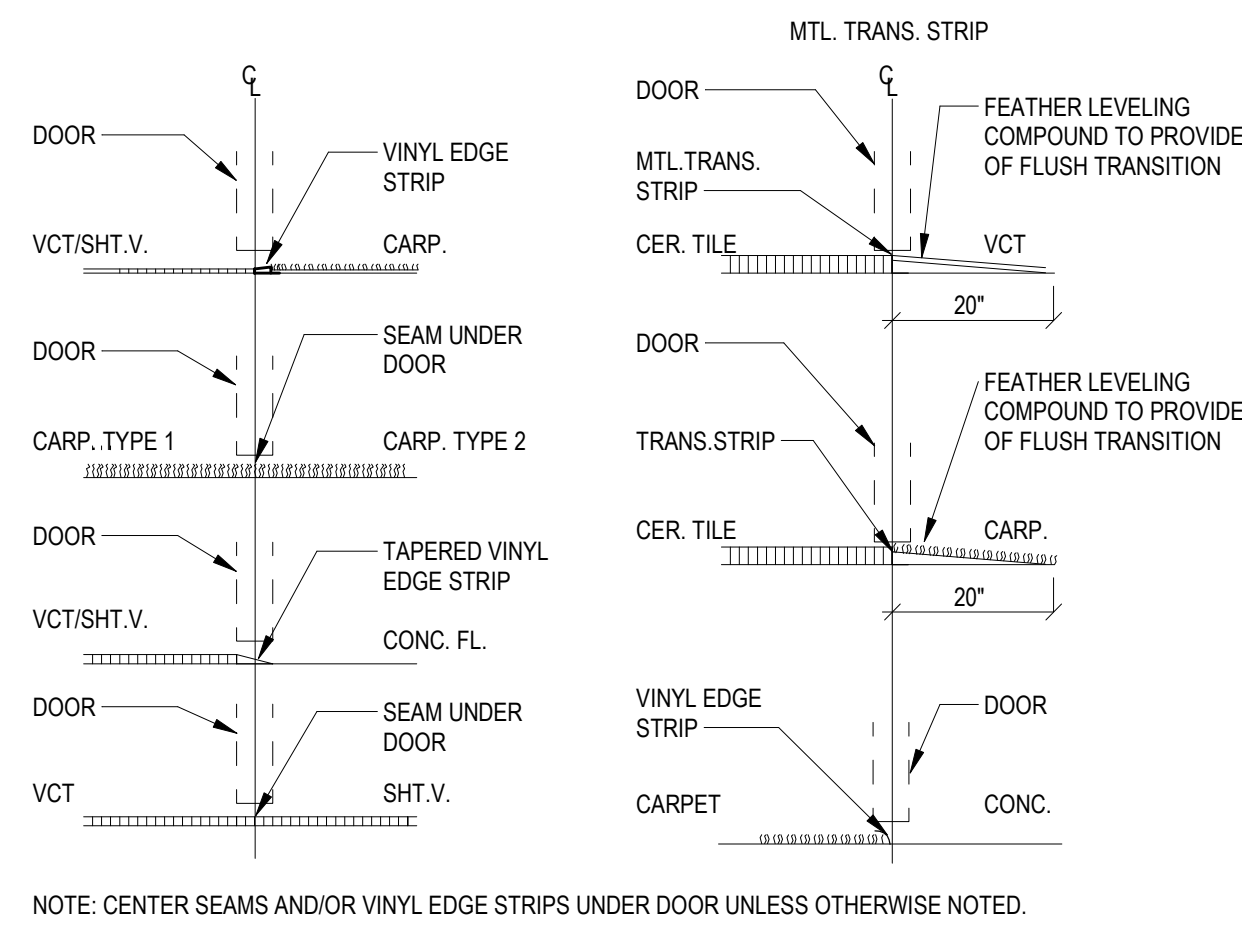 MTL. TRANS. STRIP
CL
DOOR
VINYL EDGE
STRIP
VCT/SHT.V.
CARP.
DOOR
SEAM UNDER
DOOR
CARP. TYPE 1
CARP. TYPE 2
DOOR
TAPERED VINYL
EDGE STRIP
VCT/SHT.V.
CONC. FL.
DOOR
SEAM UNDER
DOOR
VCT
SHT.V.
CL
DOOR
FEATHER LEVELING
COMPOUND TO PROVIDE
OF FLUSH TRANSITION
MTL.TRANS.
STRIP
CER. TILE
VCT
20"
DOOR
FEATHER LEVELING
COMPOUND TO PROVIDE
OF FLUSH TRANSITION
TRANS.STRIP
CER. TILE
CARP.
20"
VINYL EDGE
STRIP
DOOR
CARPET
CONC.
NOTE: CENTER SEAMS AND/OR VINYL EDGE STRIPS UNDER DOOR UNLESS OTHERWISE NOTED.